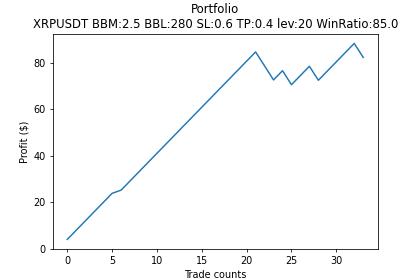 Portfolio
XRPUSDT BBM:2.5 BBL:280 SL:0.6 TP:0.4 lev:20 WinRatio:85.0
80
60
40
20
0
Profit ($)
0 5 10 15 20 25 30
Trade counts